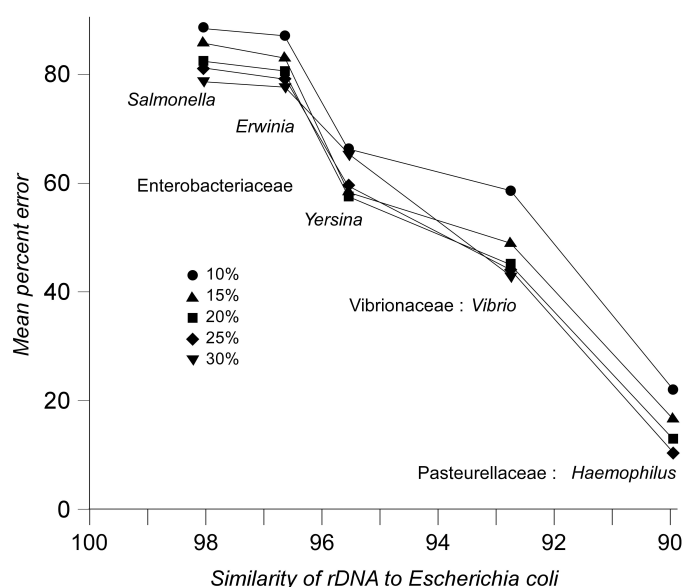 80
Salmonella
Erwinia
60
Enterobacteriaceae
Yersina
Mean percent error
10%
15%
20%
25%
30%
40
Vibrionaceae : Vibrio
20
Pasteurellaceae : Haemophilus
0
100 98 96 94 92 90
Similarity of rDNA to Escherichia coli